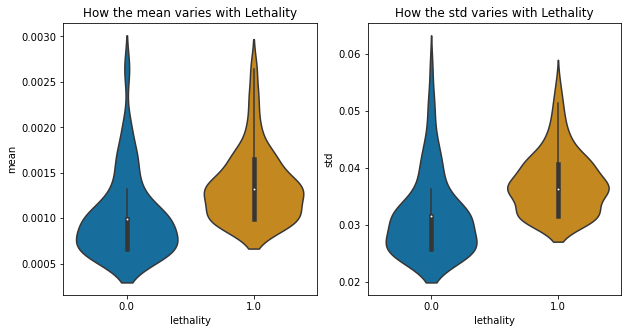 How the mean varies with Lethality
How the std varies with Lethality
0.0030
0.0025
0.0020
0.0015
0.0010
0.0005
mean
0.0
1.0
lethality
0.06
0.05
0.04
0.03
0.02
std
0.0
1.0
lethality